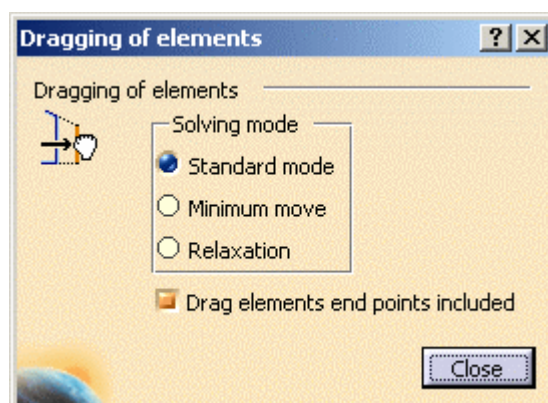 Dragging of elements
Dragging of elements
Solving mode
Standard mode
Minimum move
Relaxation
Drag elements end points included
Close